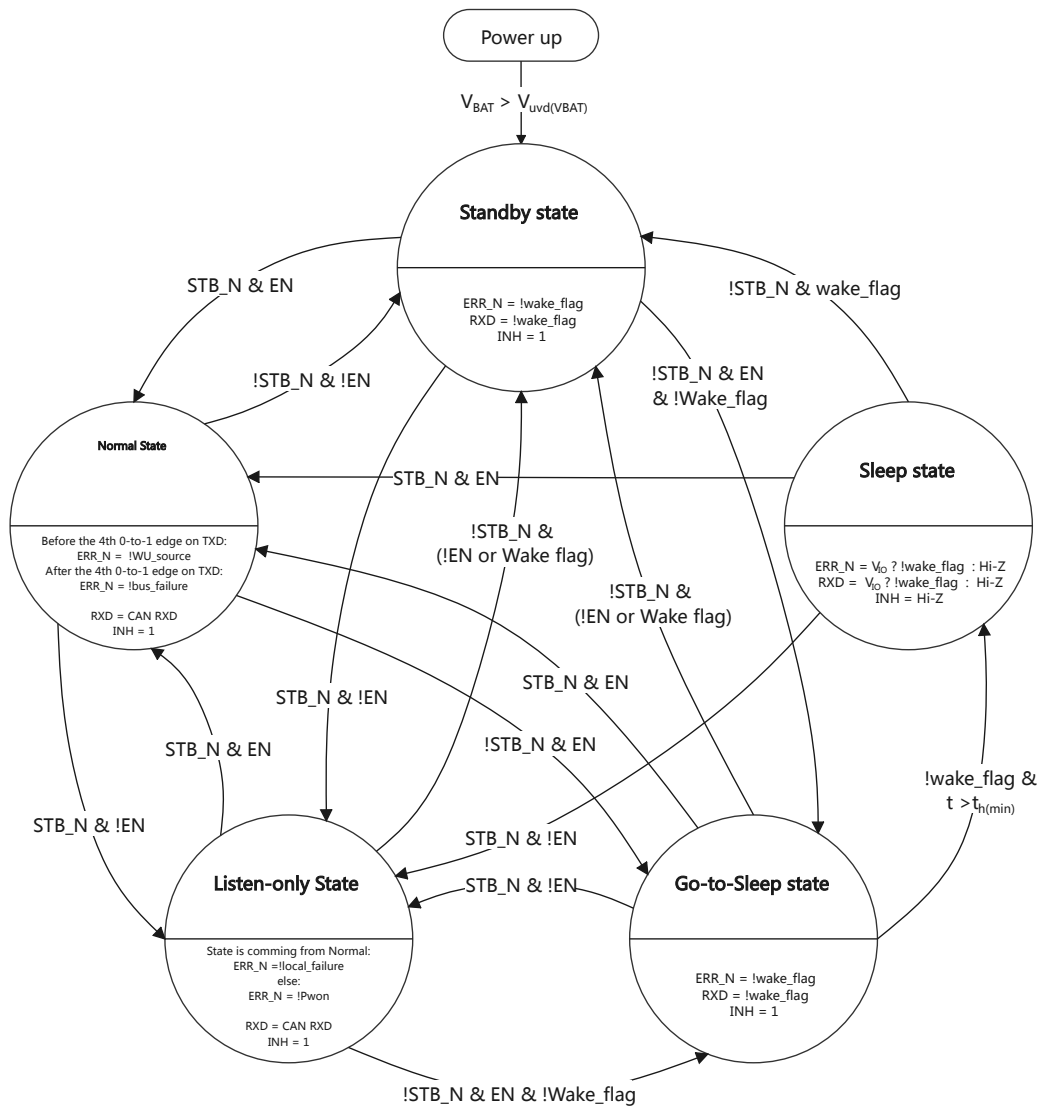 Power up
V_BAT > V_uvd(VBAT)
Standby state
ERR_N = !wake_flag
RXD = !wake_flag
INH = 1
STB_N & EN
!STB_N & wake_flag
!STB_N & !EN
!STB_N & EN
& !Wake_flag
Normal State
Before the 4th 0-to-1 edge on TXD:
ERR_N = !WU_source
After the 4th 0-to-1 edge on TXD:
ERR_N = !bus_failure
RXD = CAN RXD
INH = 1
STB_N & EN
Sleep state
ERR_N = V_IO ? !wake_flag : Hi-Z
RXD = V_IO ? !wake_flag : Hi-Z
INH = Hi-Z
!STB_N &
(!EN or Wake flag)
!STB_N &
(!EN or Wake flag)
STB_N & EN
STB_N & !EN
!STB_N & EN
STB_N & EN
!wake_flag &
t >t_h(min)
STB_N & !EN
STB_N & !EN
STB_N & !EN
Listen-only State
State is comming from Normal:
ERR_N =!local_failure
else:
ERR_N = !Pwon
RXD = CAN RXD
INH = 1
Go-to-Sleep state
ERR_N = !wake_flag
RXD = !wake_flag
INH = 1
!STB_N & EN & !Wake_flag